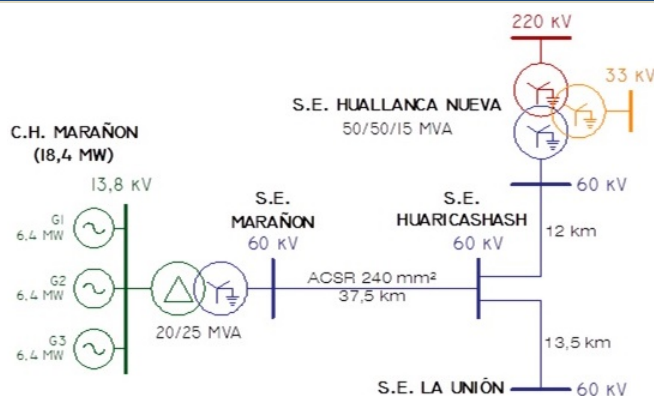 220 kV
33 kV
S.E. HUALLANCA NUEVA
50/50/15 MVA
C.H. MARAÑON
(18,4 MW)
13,8 kV
60 kV
G1
6,4 MW
S.E.
MARAÑON
60 kV
S.E.
HUARICASHASH
60 kV
12 km
G2
6,4 MW
ACSR 240 mm²
37,5 km
20/25 MVA
G3
6,4 MW
13,5 km
S.E. LA UNIÓN
60 kV